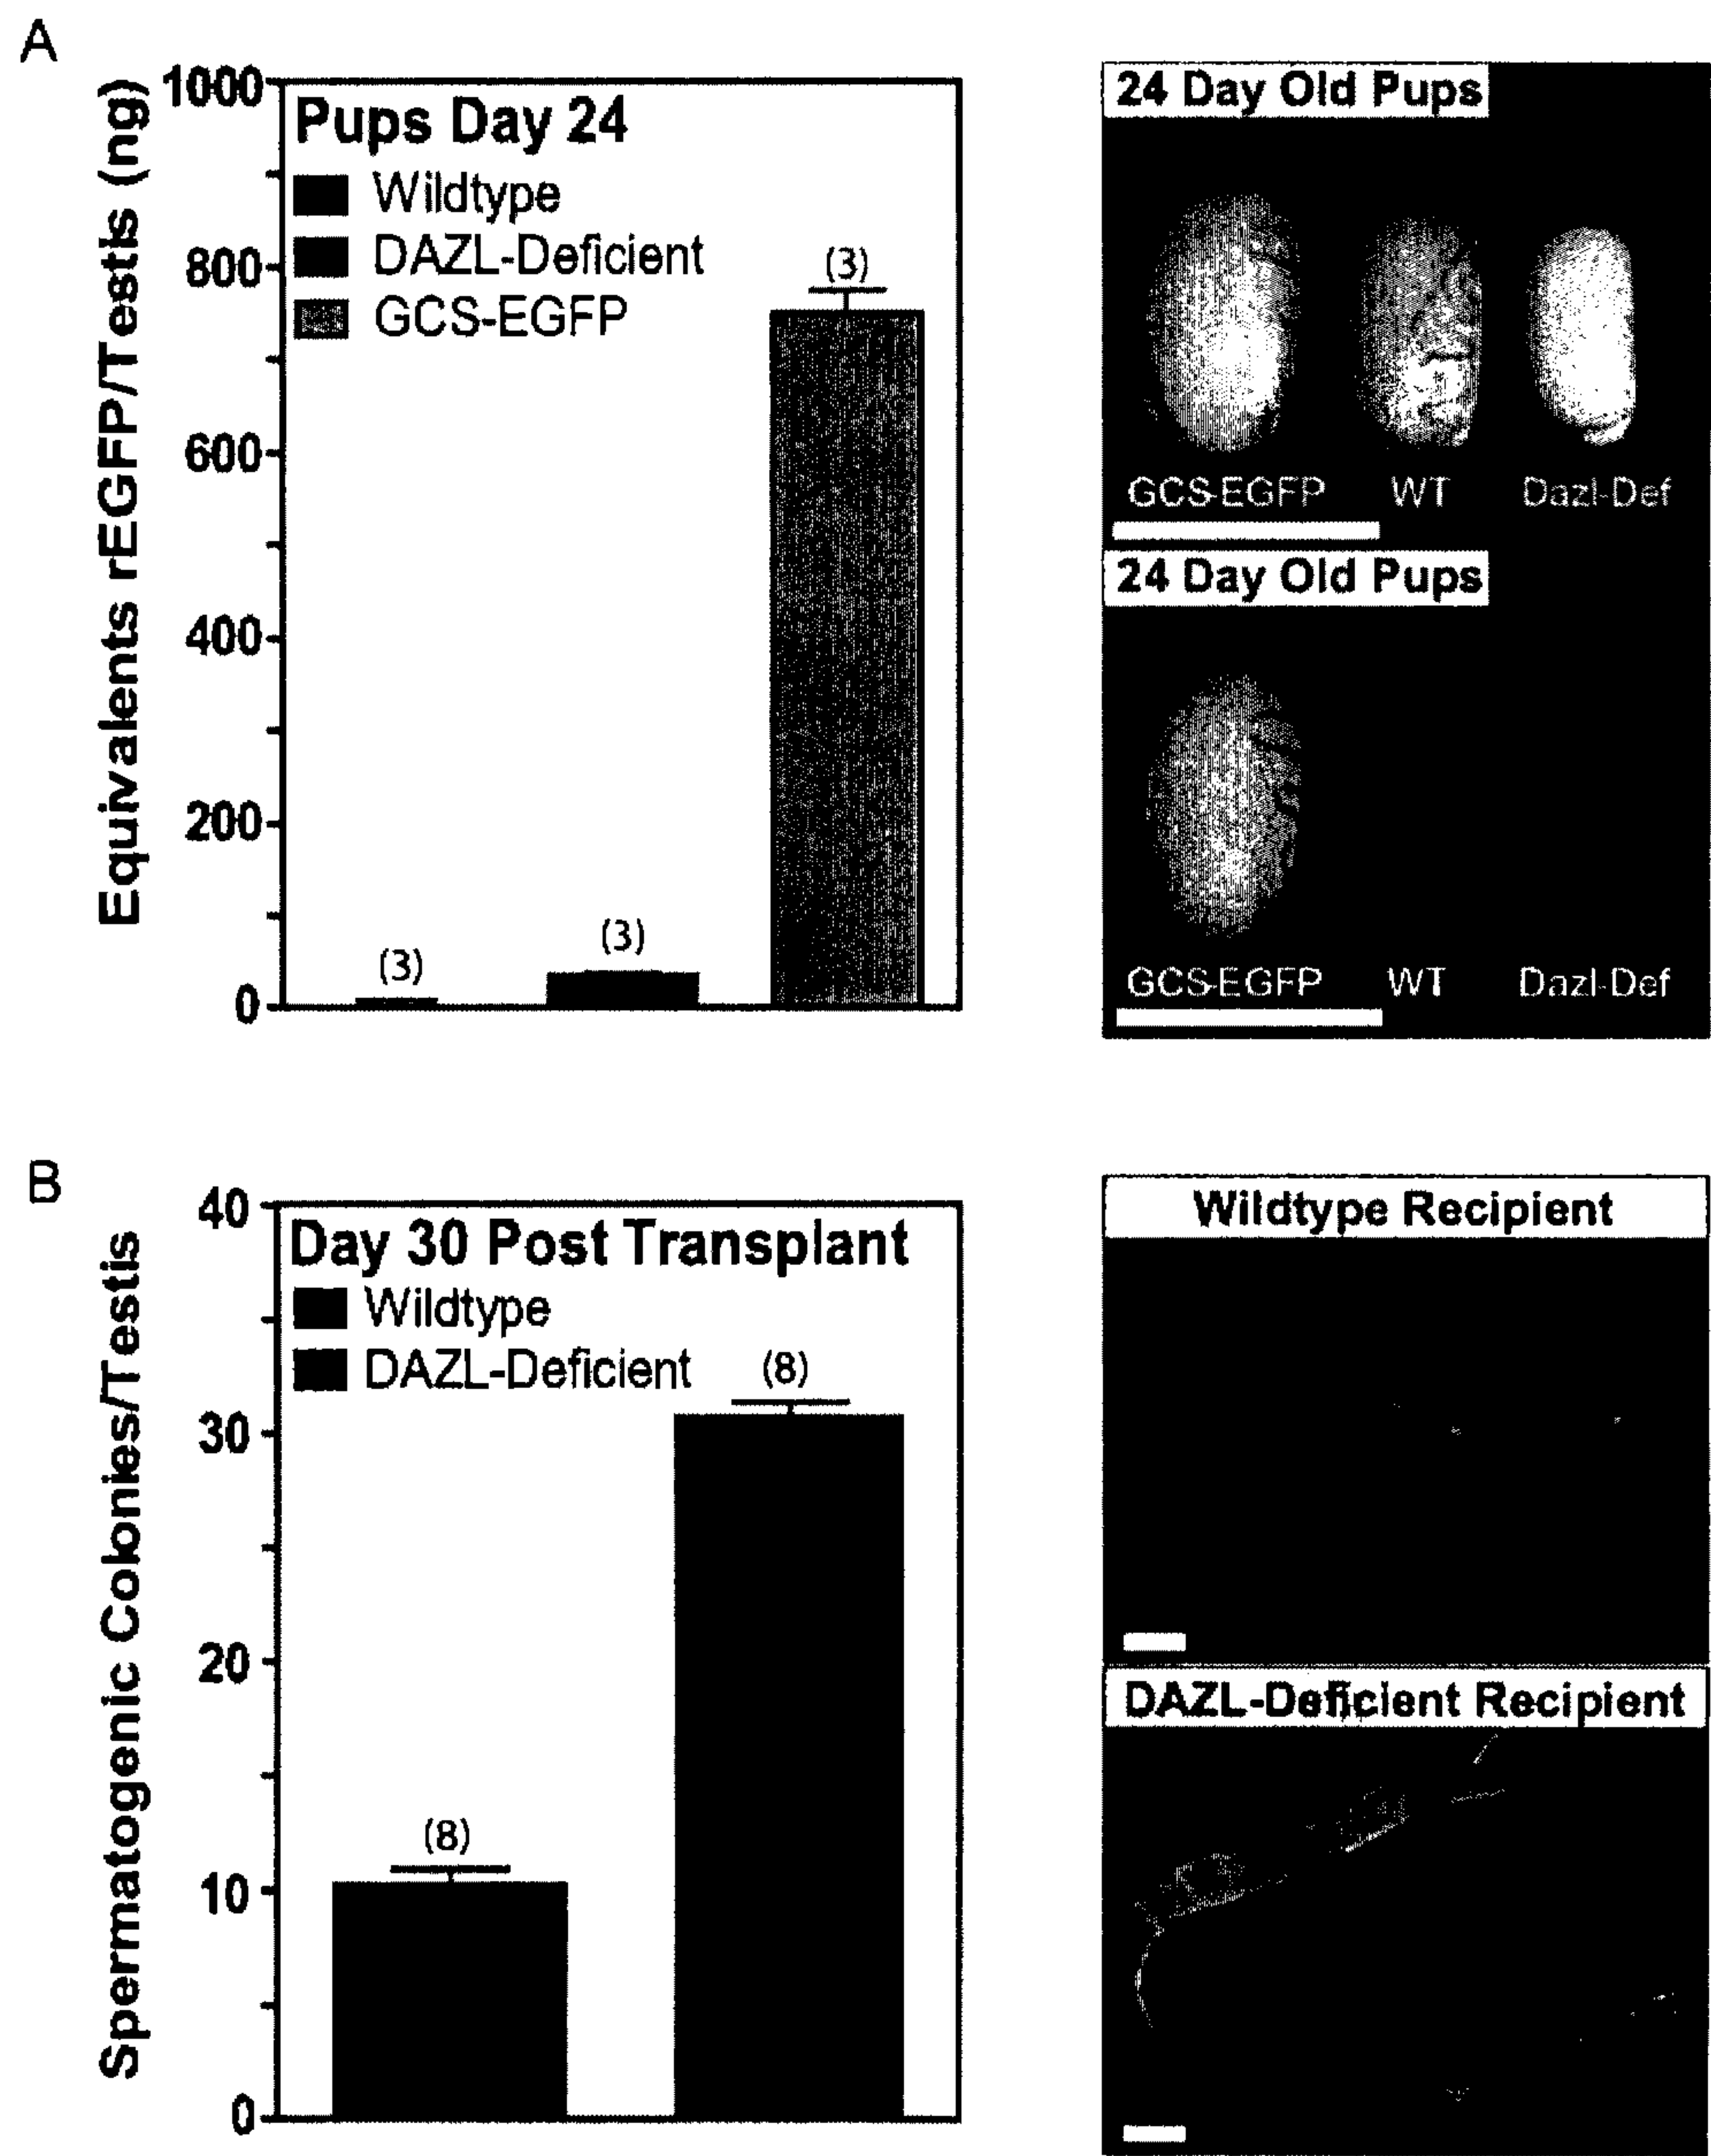 A
Equivalents rEGFP/Testis (ng)
1000
800
600
400
200
0
Pups Day 24
Wildtype
DAZL-Deficient
GCS-EGFP
(3)
(3)
(3)
24 Day Old Pups
GCS-EGFP WT Dazl-Def
24 Day Old Pups
GCS-EGFP WT Dazl-Def
B
Spermatogenic Colonies/Testis
40
30
20
10
0
Day 30 Post Transplant
Wildtype
DAZL-Deficient
(8)
(8)
Wildtype Recipient
DAZL-Deficient Recipient